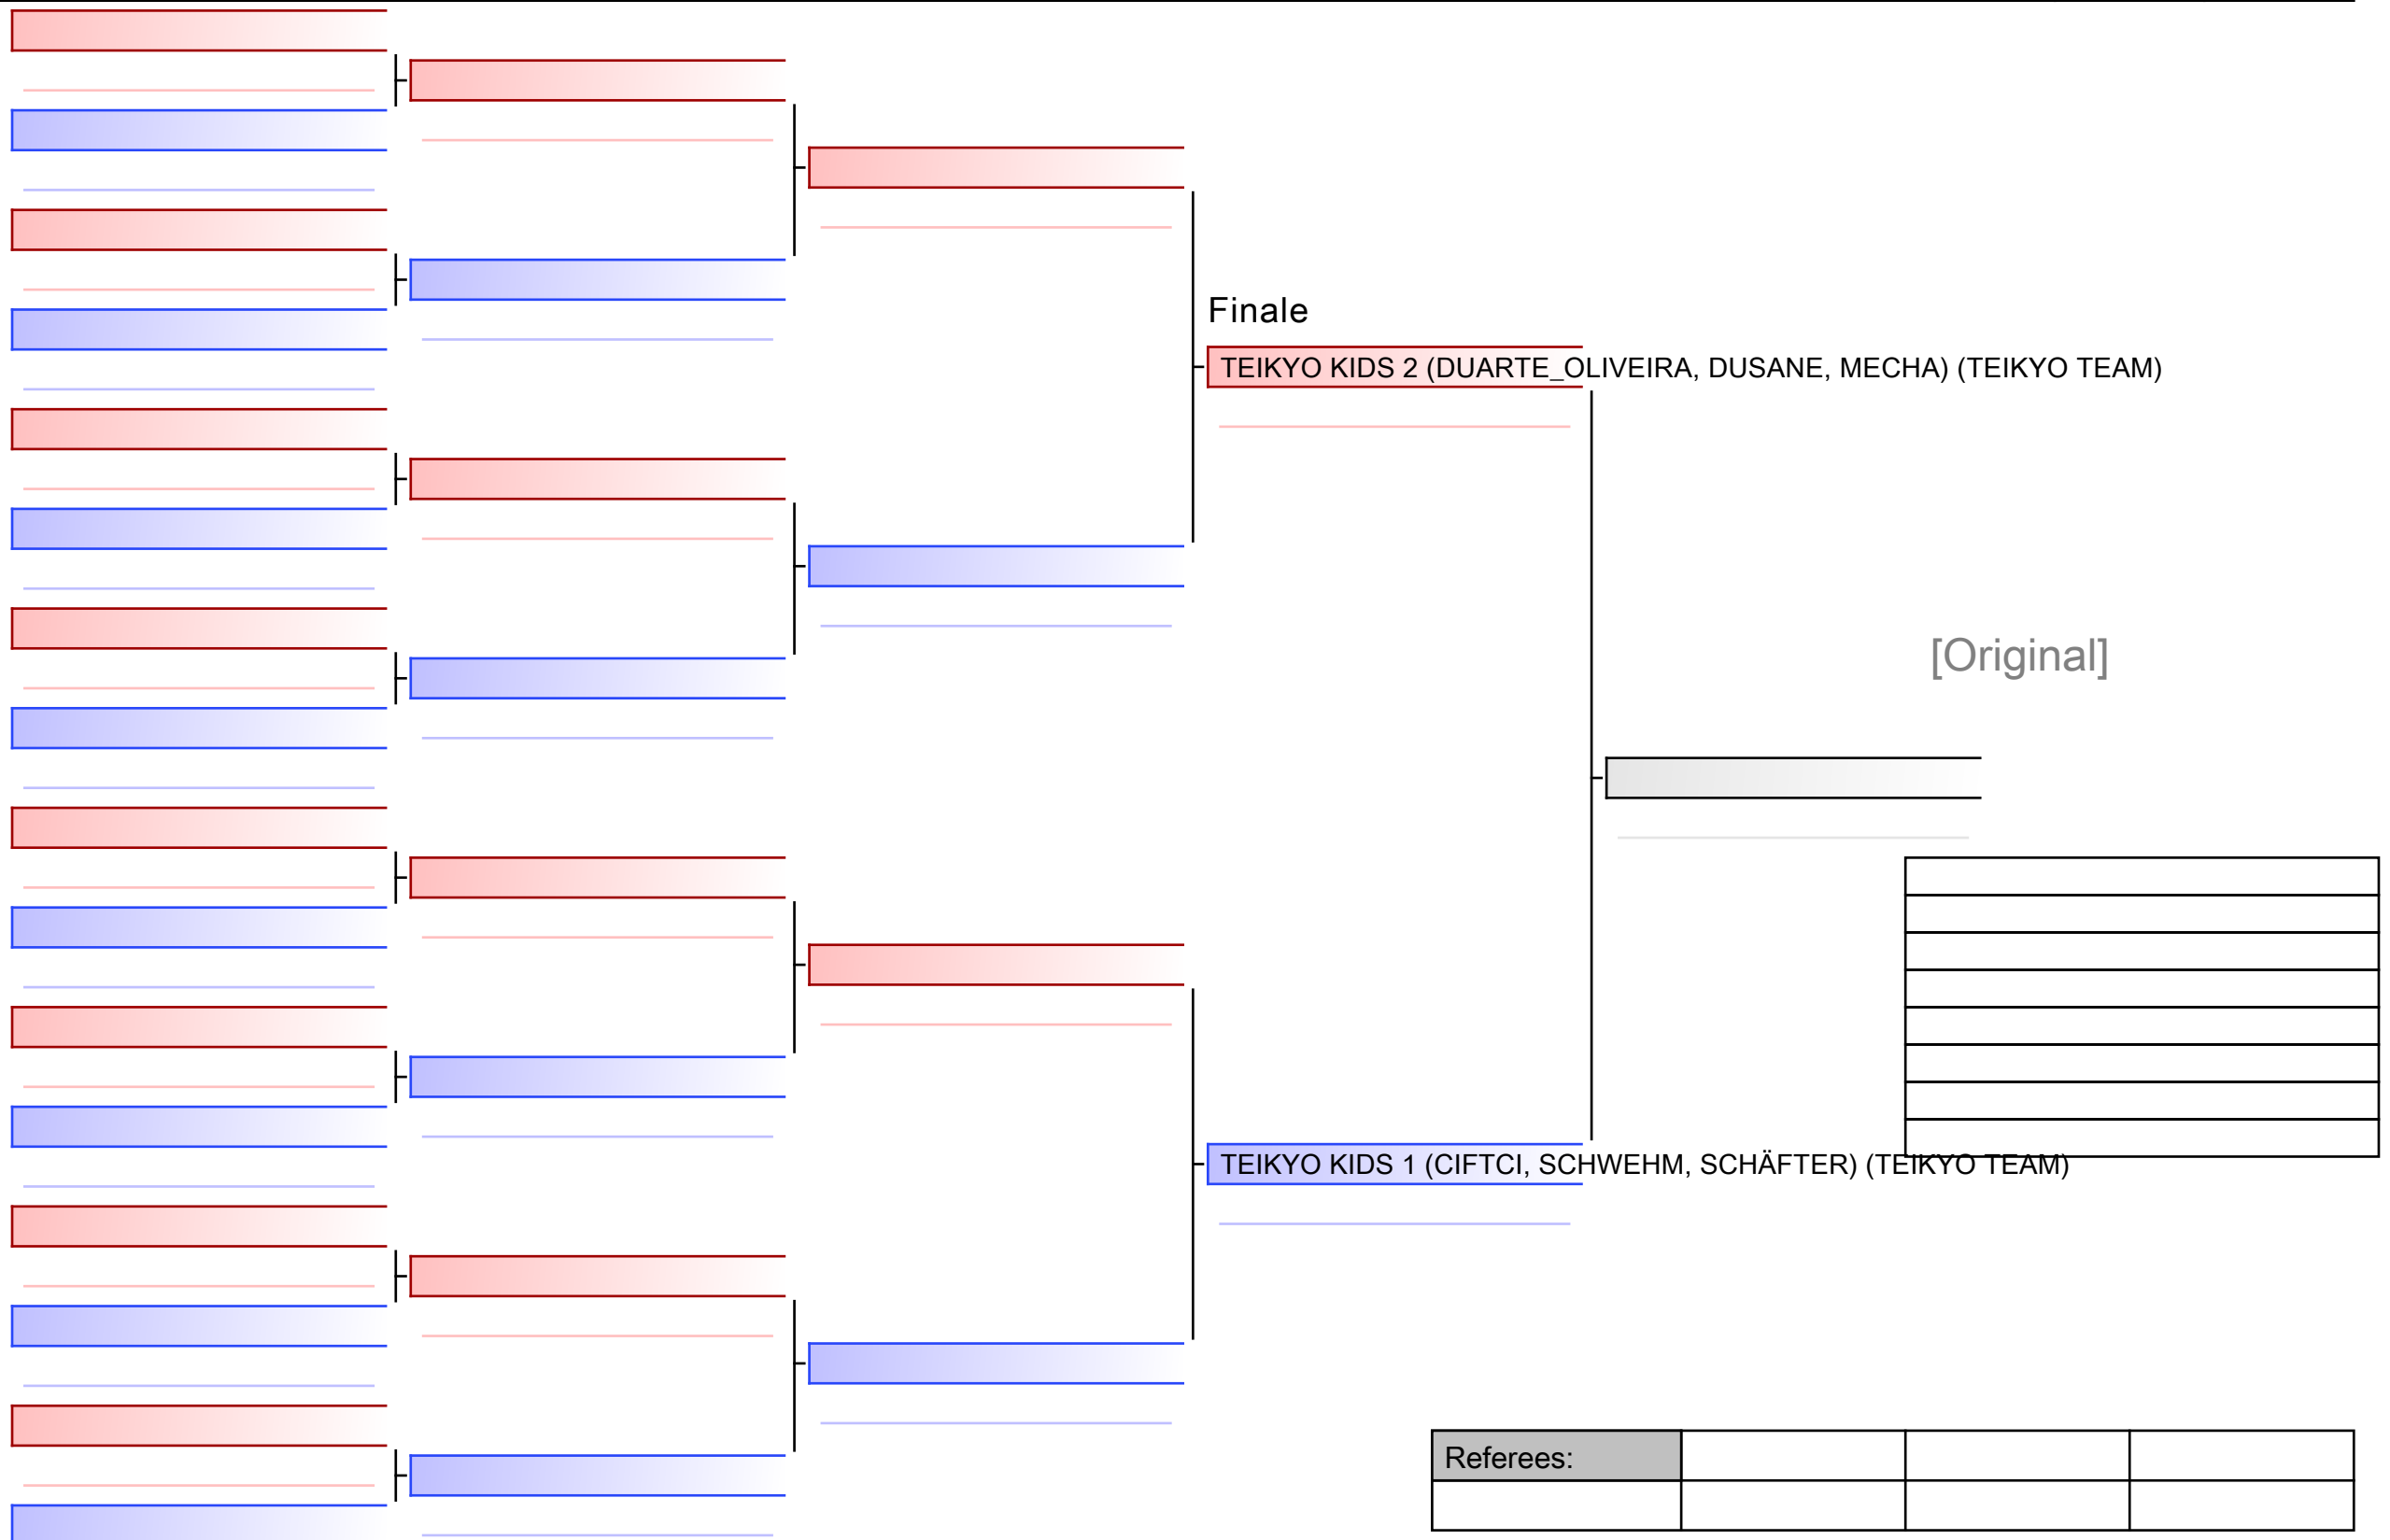 Finale
TEIKYO KIDS 2 (DUARTE_OLIVEIRA, DUSANE, MECHA) (TEIKYO TEAM)
[Original]
TEIKYO KIDS 1 (CIFTCI, SCHWEHM, SCHÄFTER) (TEIKYO TEAM)
Referees: